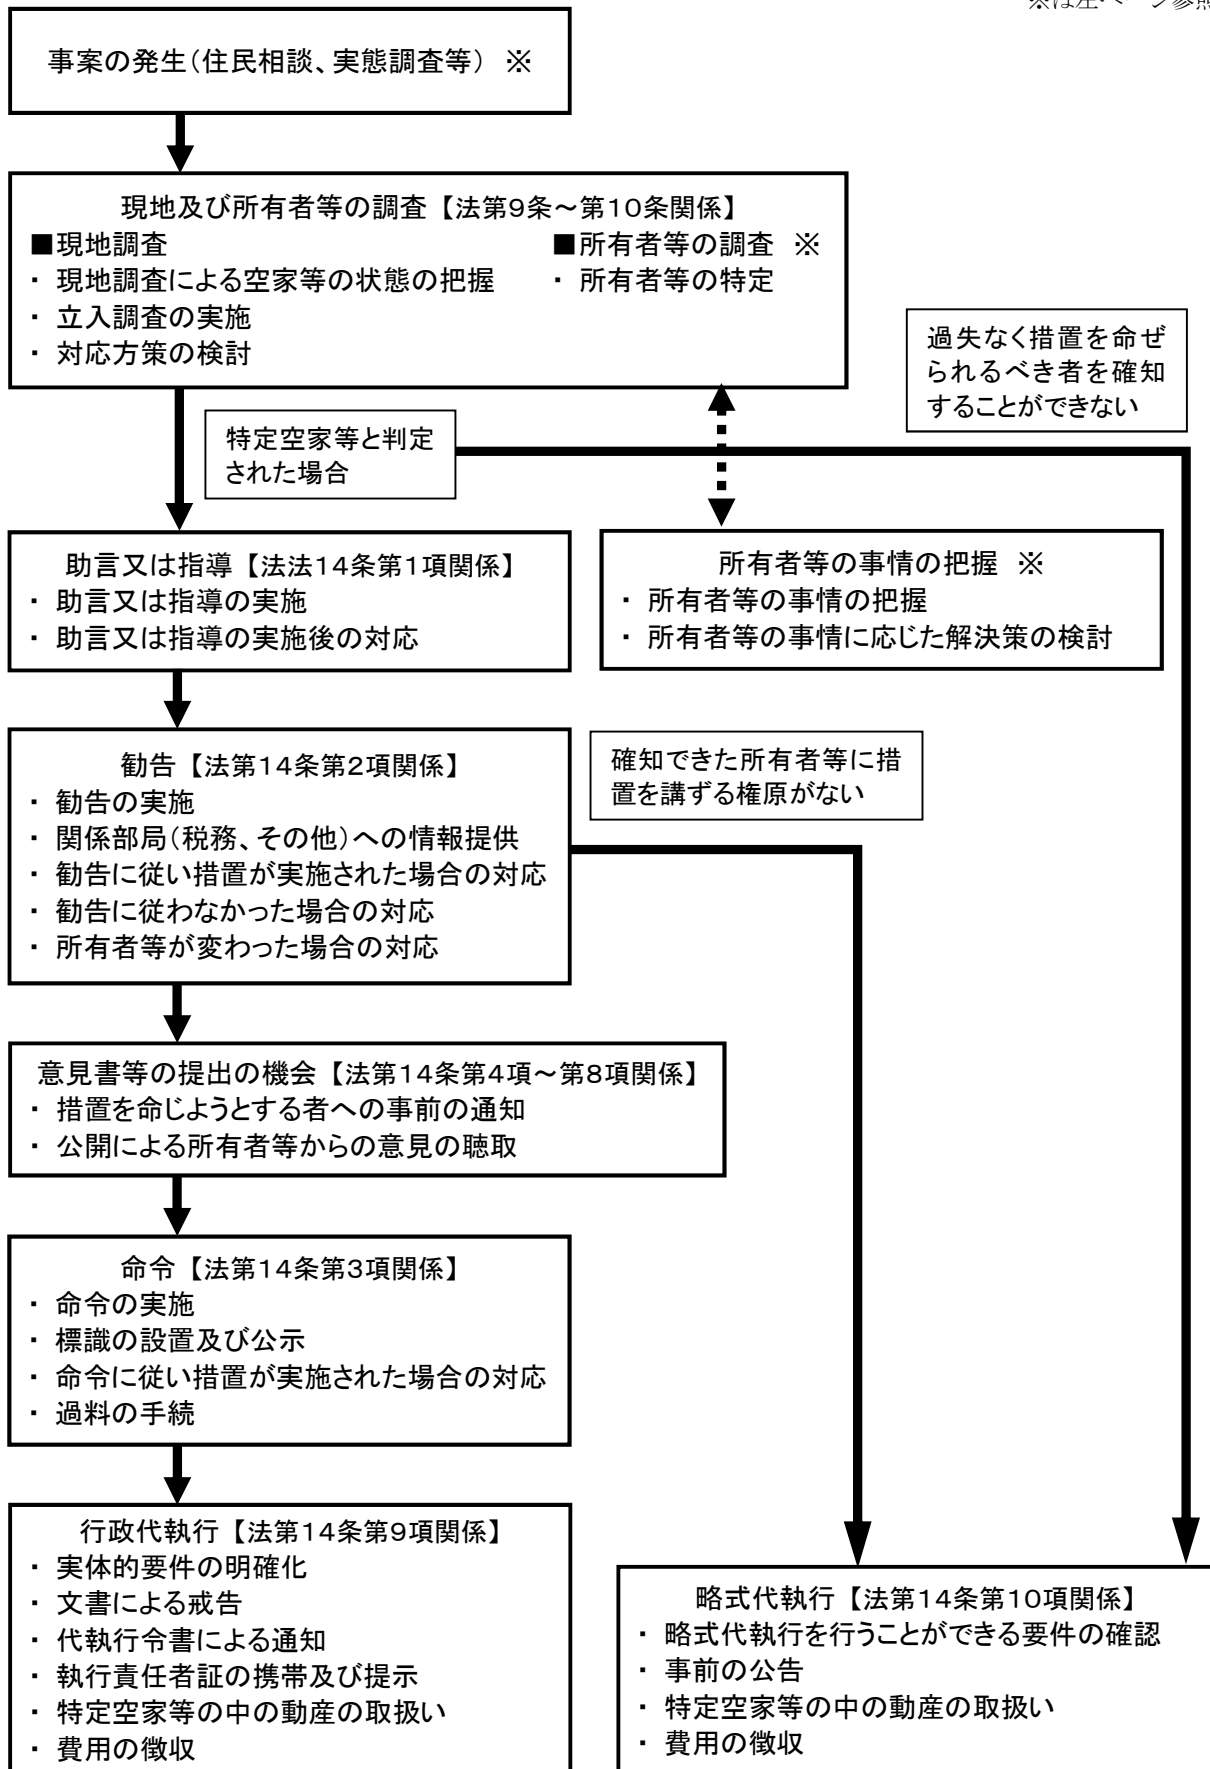 ※は左ページ参照
事案の発生（住民相談、実態調査等） ※
現地及び所有者等の調査【法第9条～第10条関係】
■現地調査
・ 現地調査による空家等の状態の把握
・ 立入調査の実施
・ 対応方策の検討
■所有者等の調査 ※
・ 所有者等の特定
過失なく措置を命ぜ
られるべき者を確知
することができない
特定空家等と判定
された場合
助言又は指導【法法14条第1項関係】
・ 助言又は指導の実施
・ 助言又は指導の実施後の対応
所有者等の事情の把握 ※
・ 所有者等の事情の把握
・ 所有者等の事情に応じた解決策の検討
勧告【法第14条第2項関係】
・ 勧告の実施
・ 関係部局（税務、その他）への情報提供
・ 勧告に従い措置が実施された場合の対応
・ 勧告に従わなかった場合の対応
・ 所有者等が変わった場合の対応
確知できた所有者等に措
置を講ずる権原がない
意見書等の提出の機会【法第14条第4項～第8項関係】
・ 措置を命じようとする者への事前の通知
・ 公開による所有者等からの意見の聴取
命令【法第14条第3項関係】
・ 命令の実施
・ 標識の設置及び公示
・ 命令に従い措置が実施された場合の対応
・ 過料の手続
行政代執行【法第14条第9項関係】
・ 実体的要件の明確化
・ 文書による戒告
・ 代執行令書による通知
・ 執行責任者証の携帯及び提示
・ 特定空家等の中の動産の取扱い
・ 費用の徴収
略式代執行【法第14条第10項関係】
・ 略式代執行を行うことができる要件の確認
・ 事前の公告
・ 特定空家等の中の動産の取扱い
・ 費用の徴収